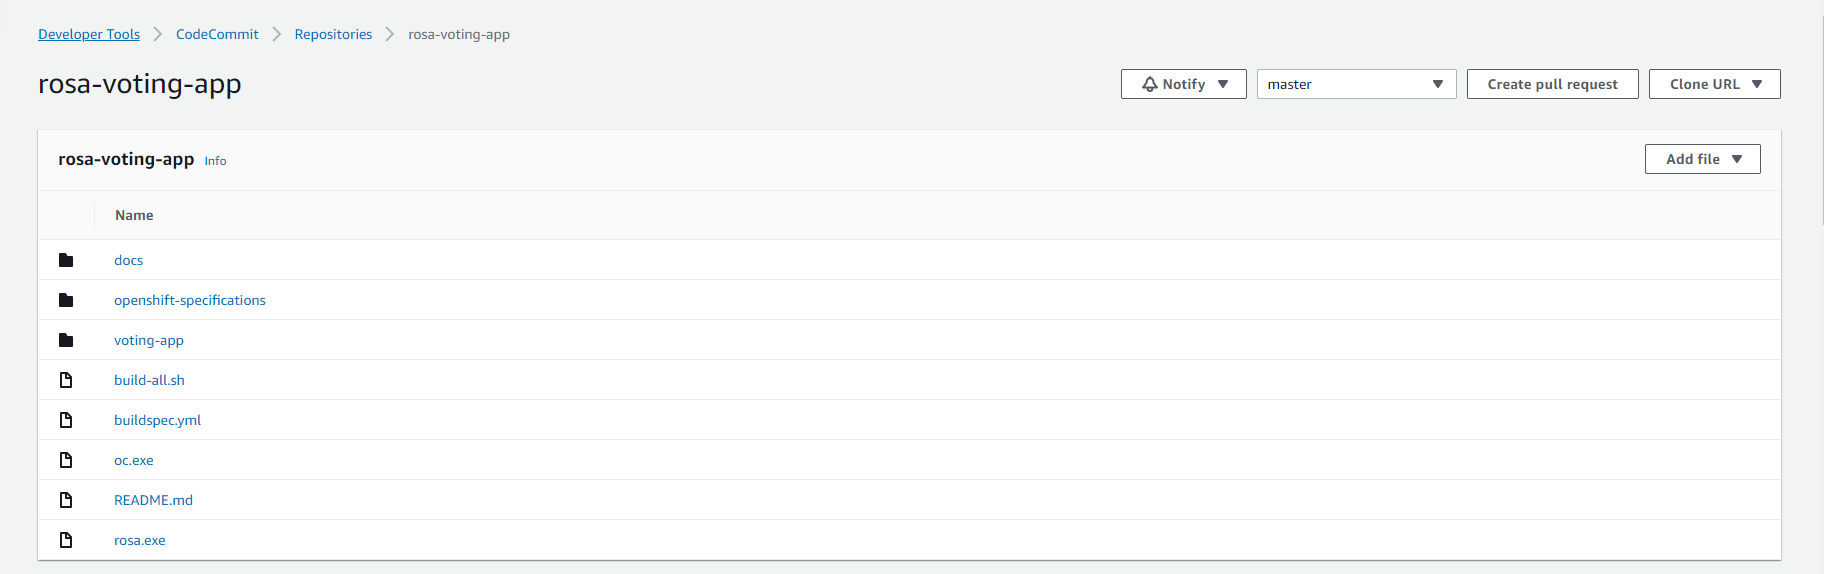 Developer Tools > CodeCommit > Repositories > rosa-voting-app
rosa-voting-app
Notify master Create pull request Clone URL
rosa-voting-app Info
Add file
Name
docs
openshift-specifications
voting-app
build-all.sh
buildspec.yml
oc.exe
README.md
rosa.exe